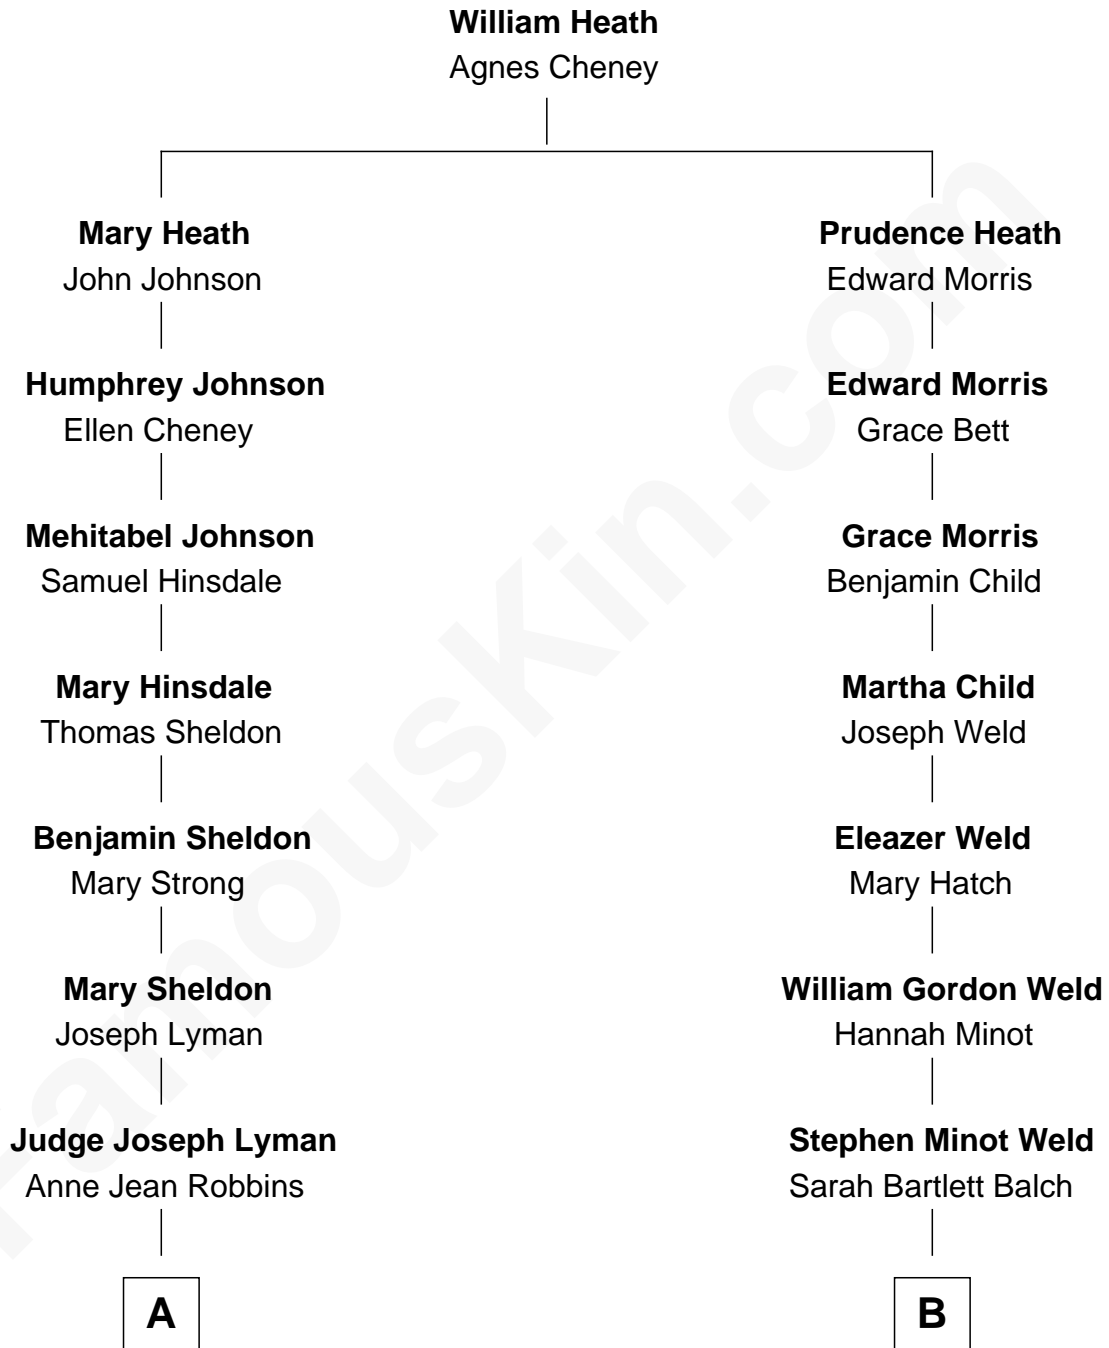 William Heath
Agnes Cheney
Mary Heath
John Johnson
Prudence Heath
Edward Morris
Humphrey Johnson
Ellen Cheney
Edward Morris
Grace Bett
Mehitabel Johnson
Samuel Hinsdale
Grace Morris
Benjamin Child
Mary Hinsdale
Thomas Sheldon
Martha Child
Joseph Weld
Benjamin Sheldon
Mary Strong
Eleazer Weld
Mary Hatch
Mary Sheldon
Joseph Lyman
William Gordon Weld
Hannah Minot
Judge Joseph Lyman
Anne Jean Robbins
Stephen Minot Weld
Sarah Bartlett Balch
A
B
FamousKin.com